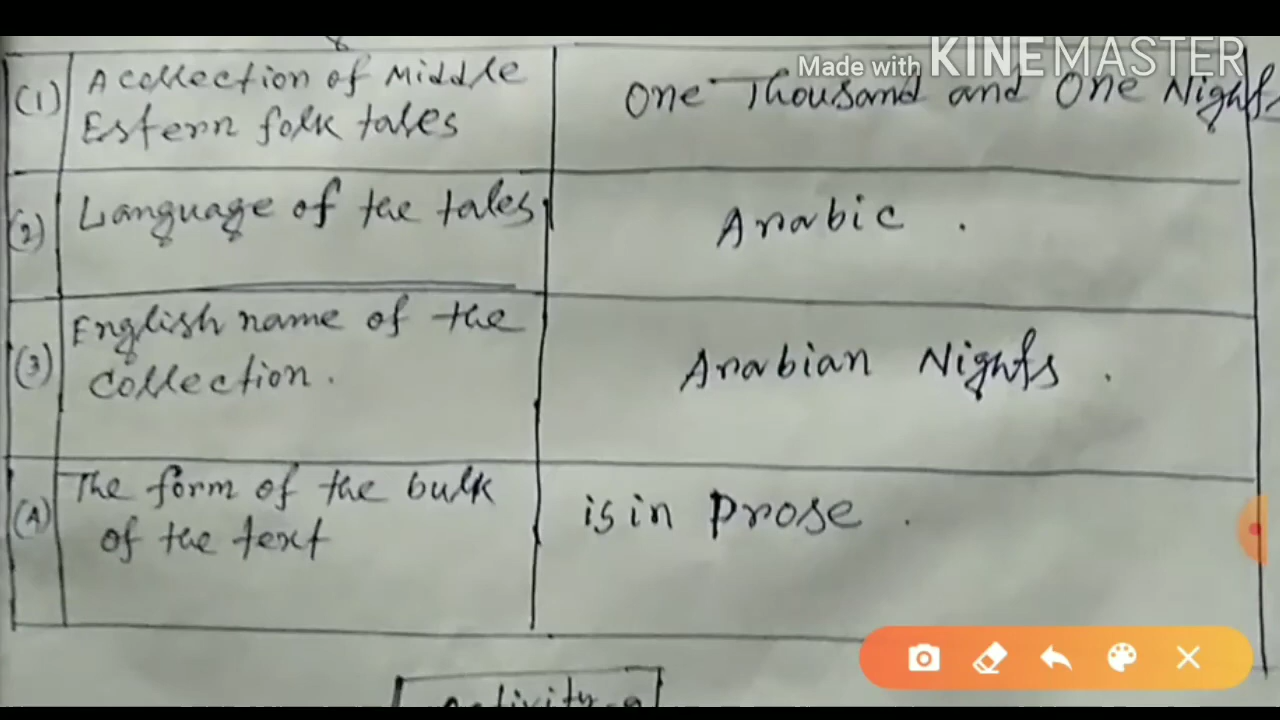 Made with KINEMASTER
(1) A collection of Middle
Estern folk tales
One Thousand and One Nights
(2) Language of the tales
Arabic .
(3) English name of the
collection.
Arabian Nights .
(4) The form of the bulk
of the text
is in prose .
activity-2